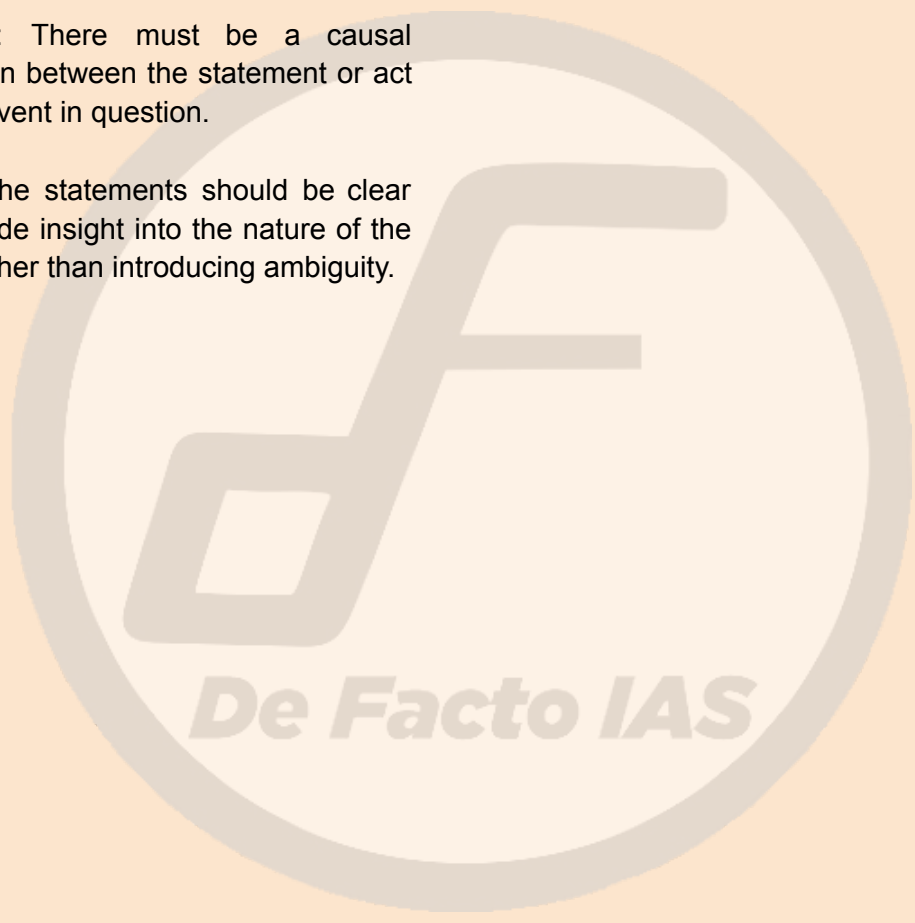 : There must be a causal
n between the statement or act
vent in question.
he statements should be clear
de insight into the nature of the
her than introducing ambiguity.
De Facto IAS